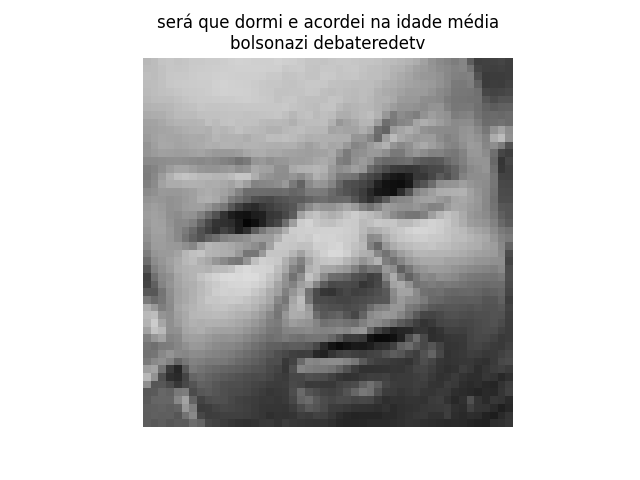 será que dormi e acordei na idade média
bolsonazi debateredetv